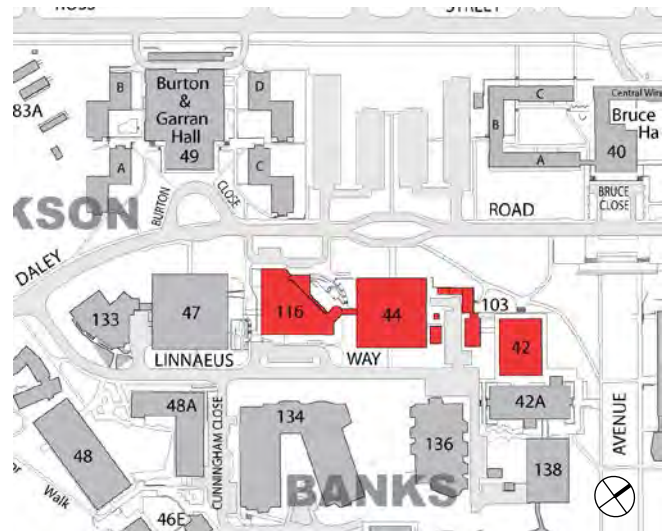 STREET
83A
B
Burton
&
Garran
Hall
49
D
A
C
C
B
A
Central Wing
Bruce
Ha
40
BRUCE
CLOSE
KSON
BURTON
CLOSE
ROAD
DALEY
133
47
116
44
103
42
LINNAEUS
WAY
48A
CUNNINGHAM CLOSE
134
136
42A
AVENUE
48
138
BANKS
Walk
46E